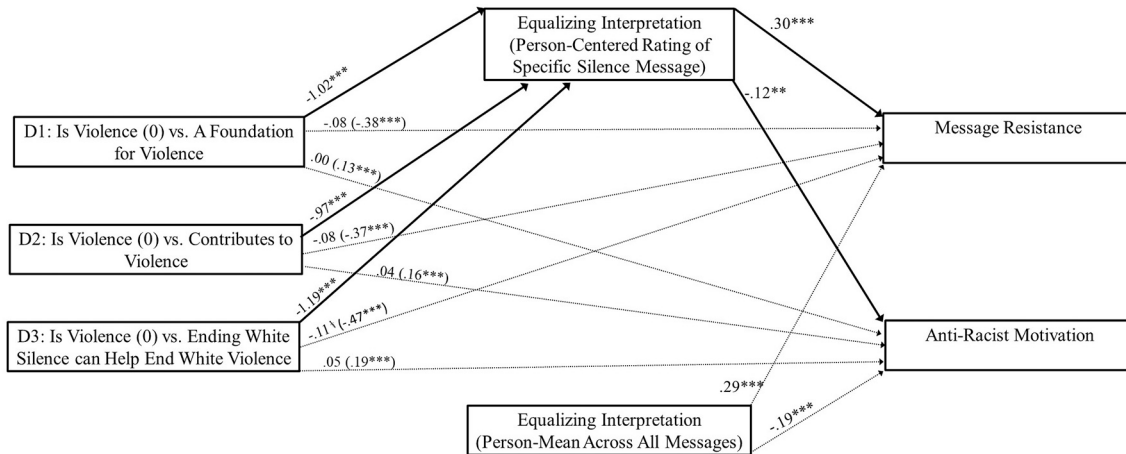 Equalizing Interpretation
(Person-Centered Rating of
Specific Silence Message)
.30***
-1.02***
-.12**
D1: Is Violence (0) vs. A Foundation
for Violence
-.08 (-.38***)
Message Resistance
.00 (.13***)
-.97***
D2: Is Violence (0) vs. Contributes to
Violence
-.08 (-.37***)
.04 (.16***)
-1.19***
D3: Is Violence (0) vs. Ending White
Silence can Help End White Violence
-.11\ (-.47***)
.05 (.19***)
Anti-Racist Motivation
.29***
Equalizing Interpretation
(Person-Mean Across All Messages)
-.19***